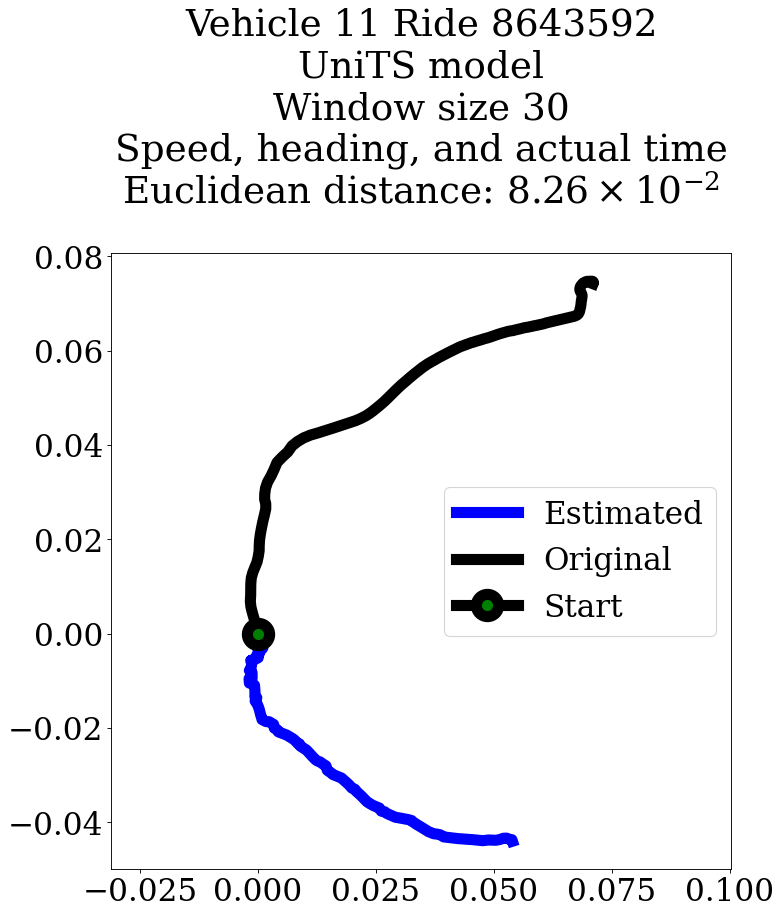 Vehicle 11 Ride 8643592
UniTS model
Window size 30
Speed, heading, and actual time
Euclidean distance: 8.26 × 10⁻²
0.08
0.06
0.04
0.02
0.00
−0.02
−0.04
Estimated
Original
Start
−0.025 0.000 0.025 0.050 0.075 0.100